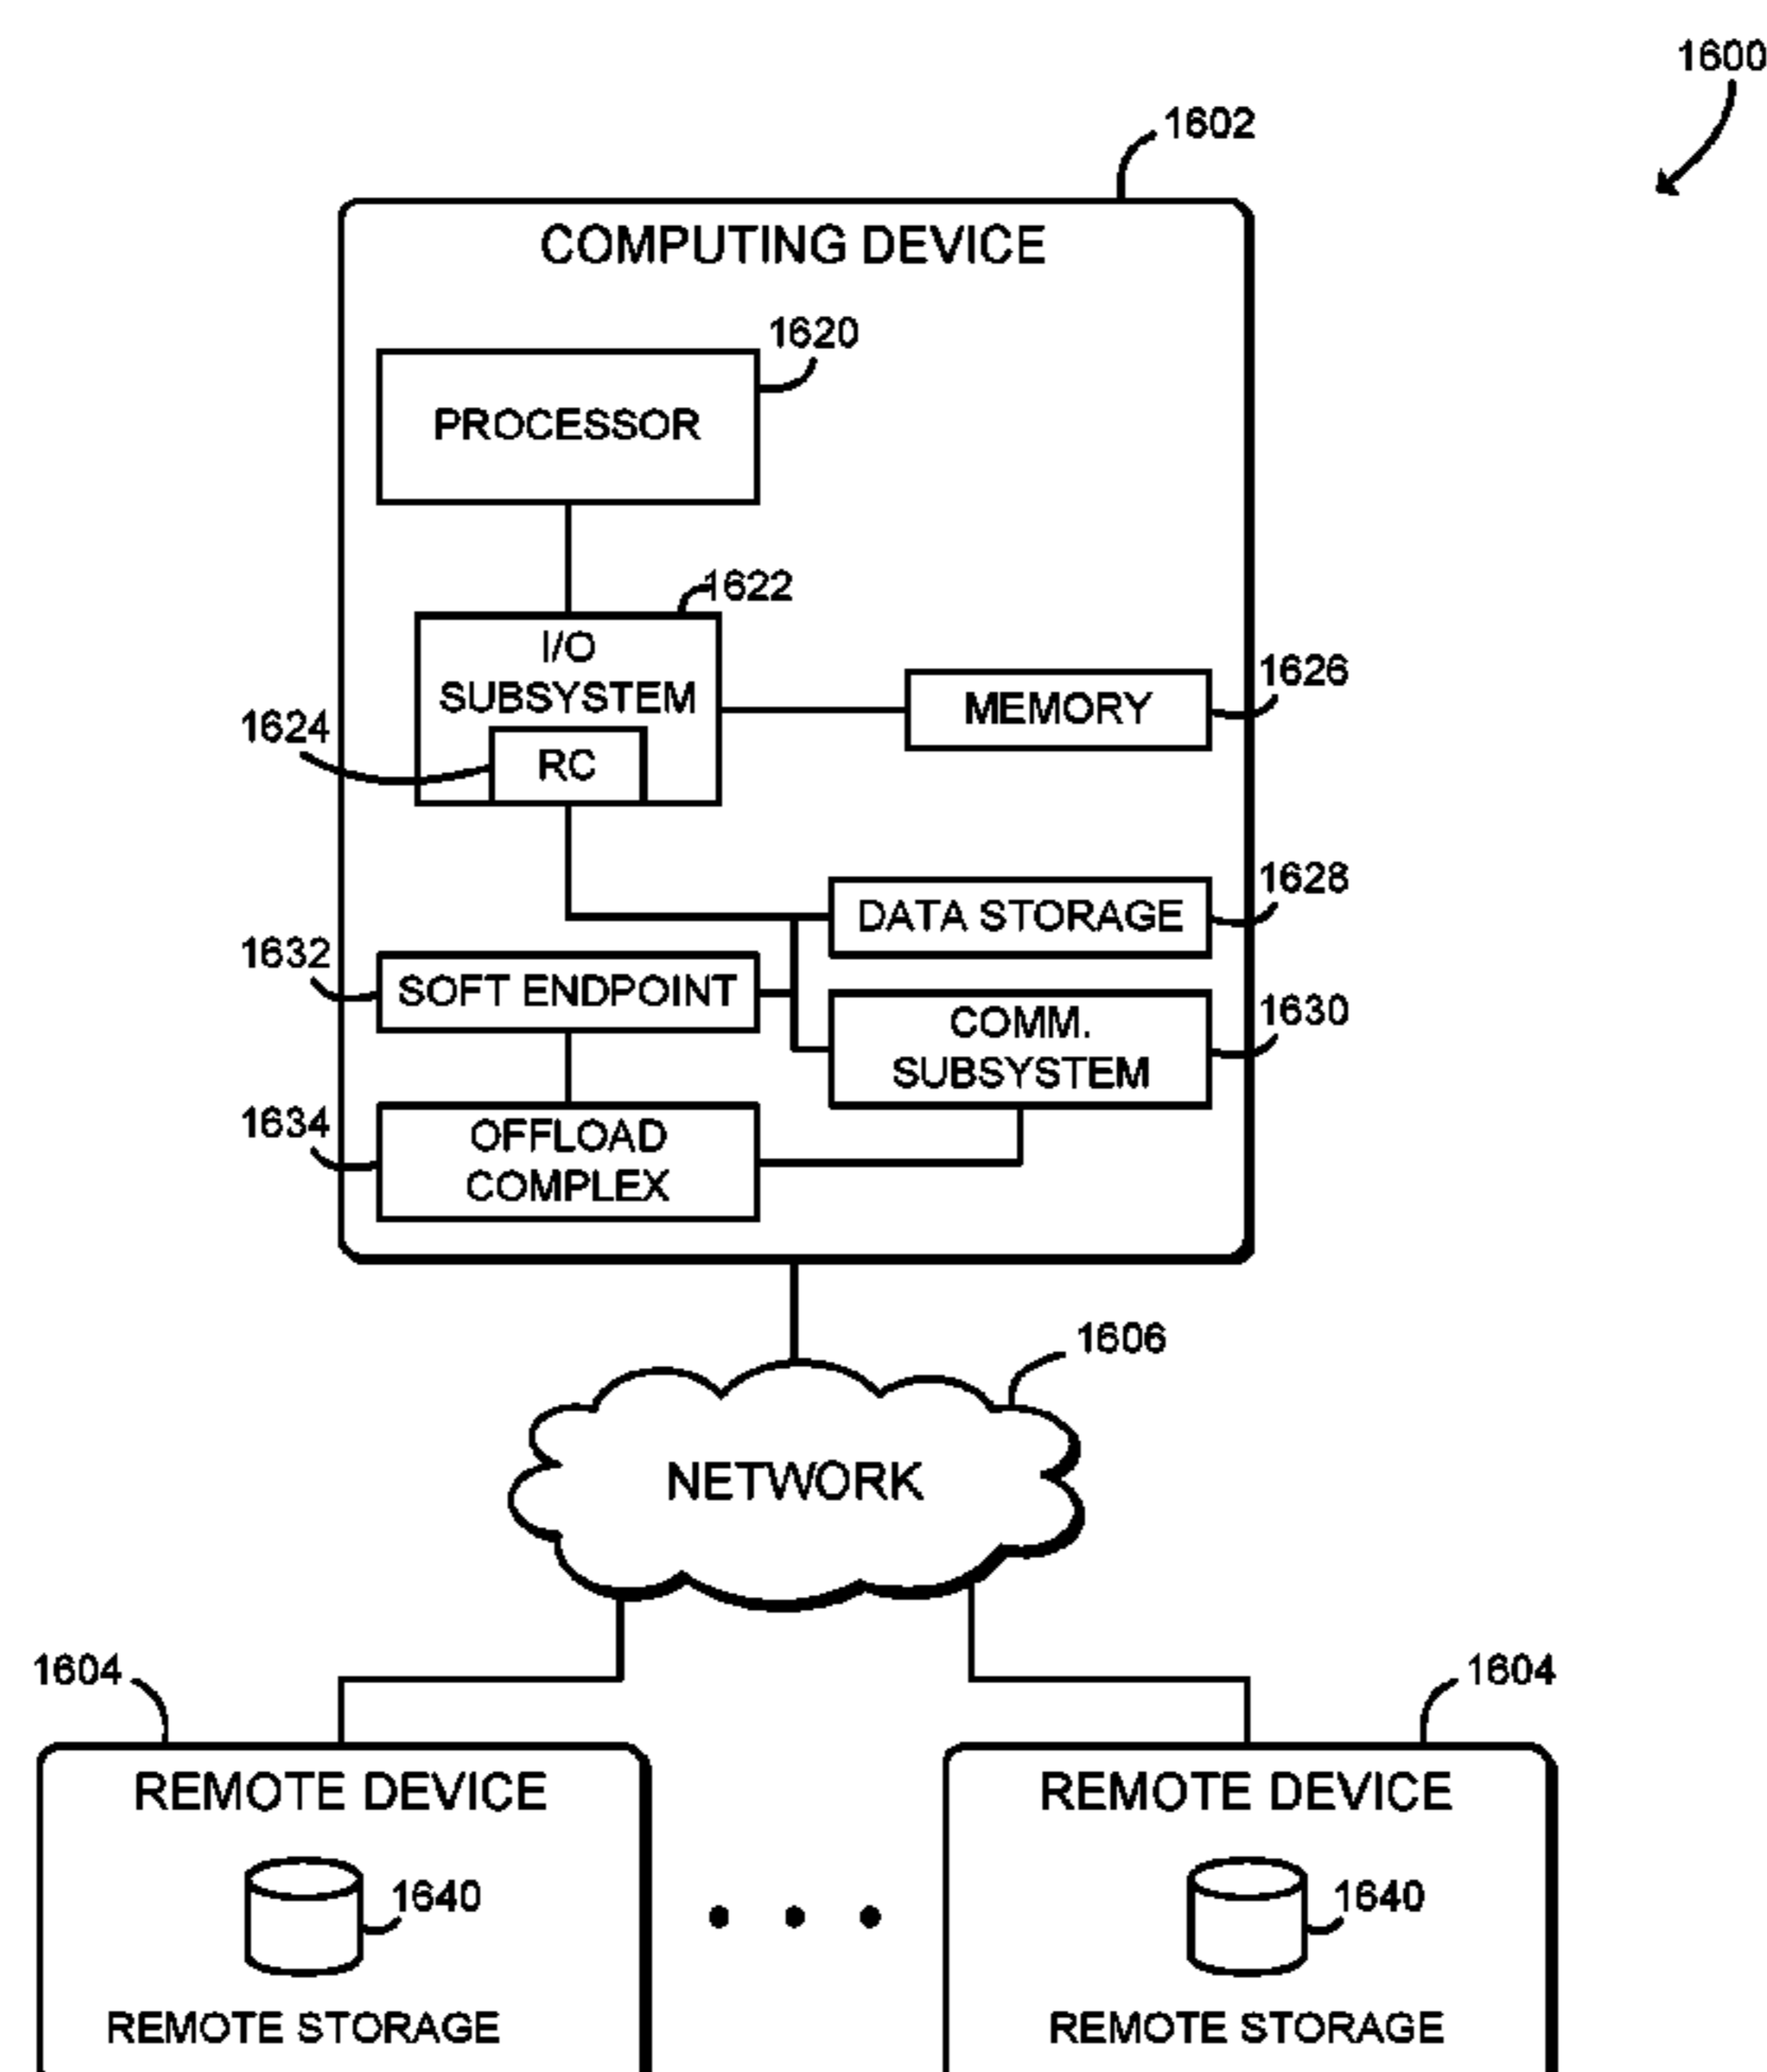 1600
1602
COMPUTING DEVICE
1620
PROCESSOR
1622
I/O
SUBSYSTEM
1626
MEMORY
1624
RC
1628
DATA STORAGE
1632
SOFT ENDPOINT
1630
COMM.
SUBSYSTEM
1634
OFFLOAD
COMPLEX
1606
NETWORK
1604
1604
REMOTE DEVICE
REMOTE DEVICE
1640
1640
REMOTE STORAGE
REMOTE STORAGE